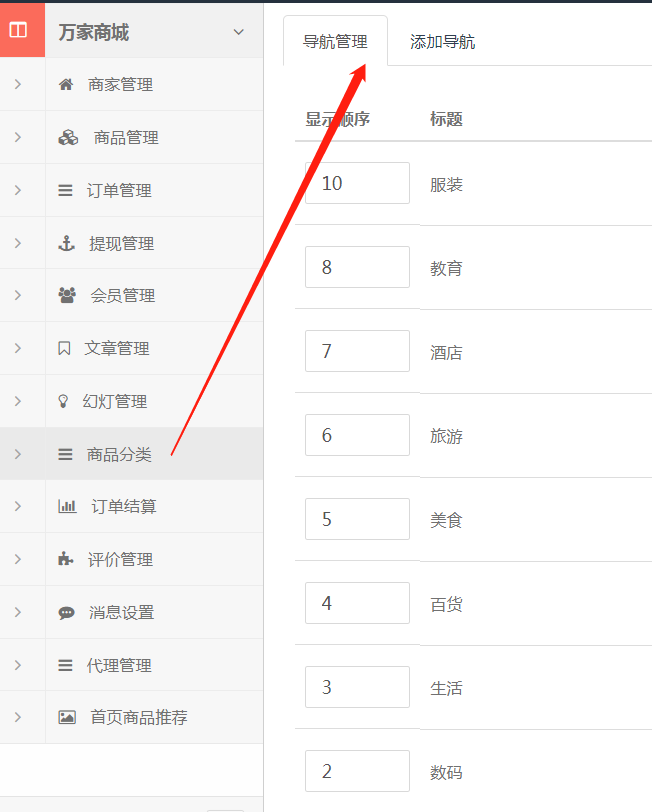 万家商城
商家管理
商品管理
订单管理
提现管理
会员管理
文章管理
幻灯管理
商品分类
订单结算
评价管理
消息设置
代理管理
首页商品推荐
导航管理 添加导航
显示顺序 标题
10 服装
8 教育
7 酒店
6 旅游
5 美食
4 百货
3 生活
2 数码